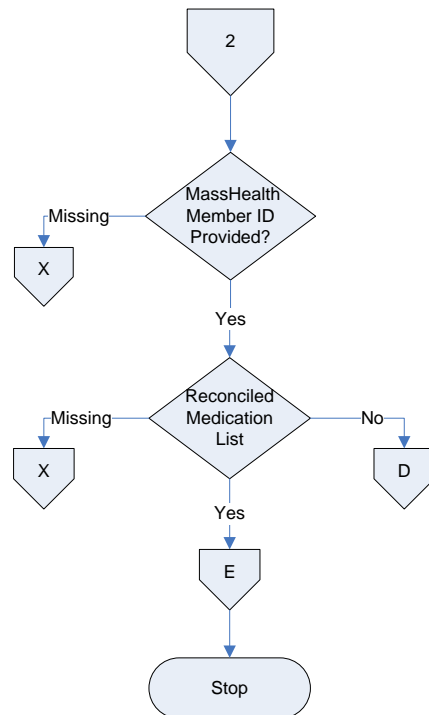 2
MassHealth
Member ID
Provided?
Missing
X
Yes
Reconciled
Medication
List
Missing
No
X
D
Yes
E
Stop